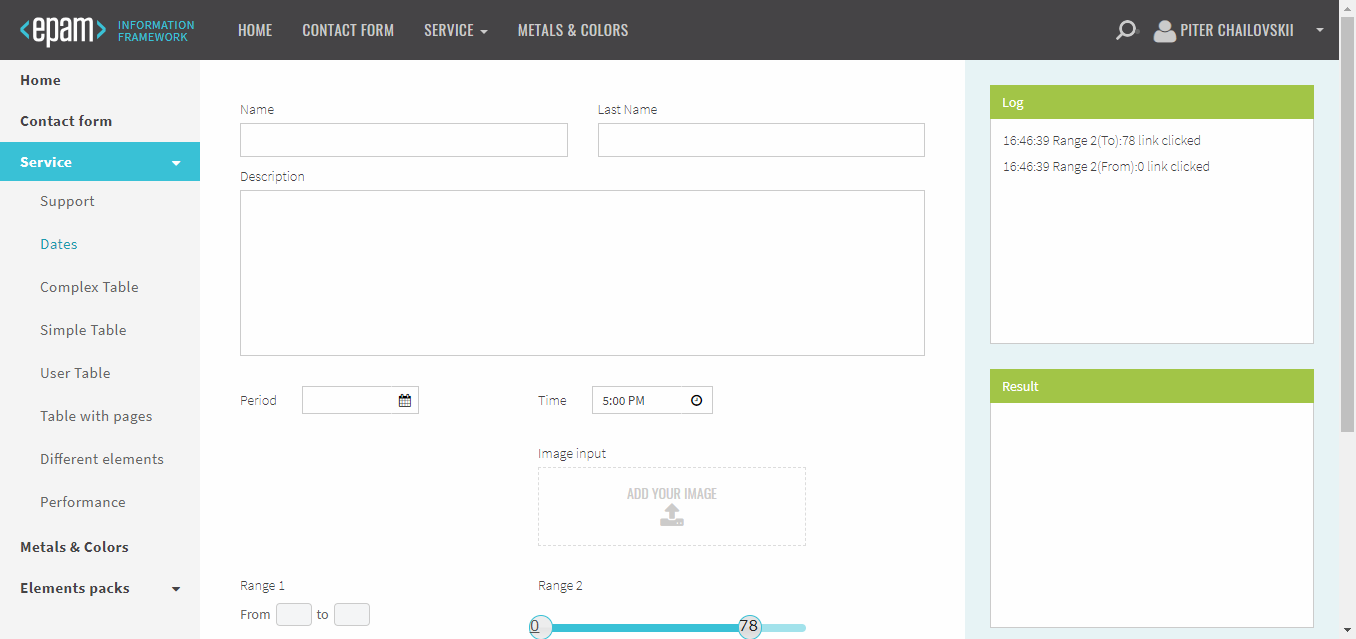 <epam> INFORMATION
FRAMEWORK
HOME CONTACT FORM SERVICE METALS & COLORS
PITER CHAILOVSKII
Home
Contact form
Service
Support
Dates
Complex Table
Simple Table
User Table
Table with pages
Different elements
Performance
Metals & Colors
Elements packs
Name
Last Name
Description
Period
Time 5:00 PM
Image input
ADD YOUR IMAGE
Range 1
From to
Range 2
0 78
Log
16:46:39 Range 2(To):78 link clicked
16:46:39 Range 2(From):0 link clicked
Result